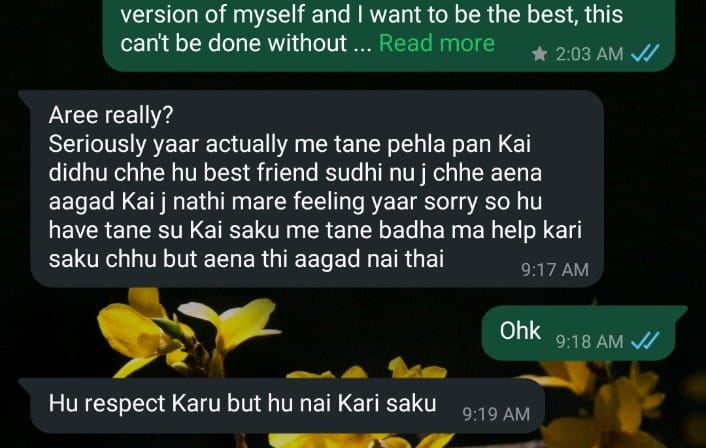 version of myself and I want to be the best, this
can't be done without ... Read more
2:03 AM
Aree really?
Seriously yaar actually me tane pehla pan Kai
didhu chhe hu best friend sudhi nu j chhe aena
aagad Kai j nathi mare feeling yaar sorry so hu
have tane su Kai saku me tane badha ma help kari
saku chhu but aena thi aagad nai thai
9:17 AM
Ohk 9:18 AM
Hu respect Karu but hu nai Kari saku 9:19 AM